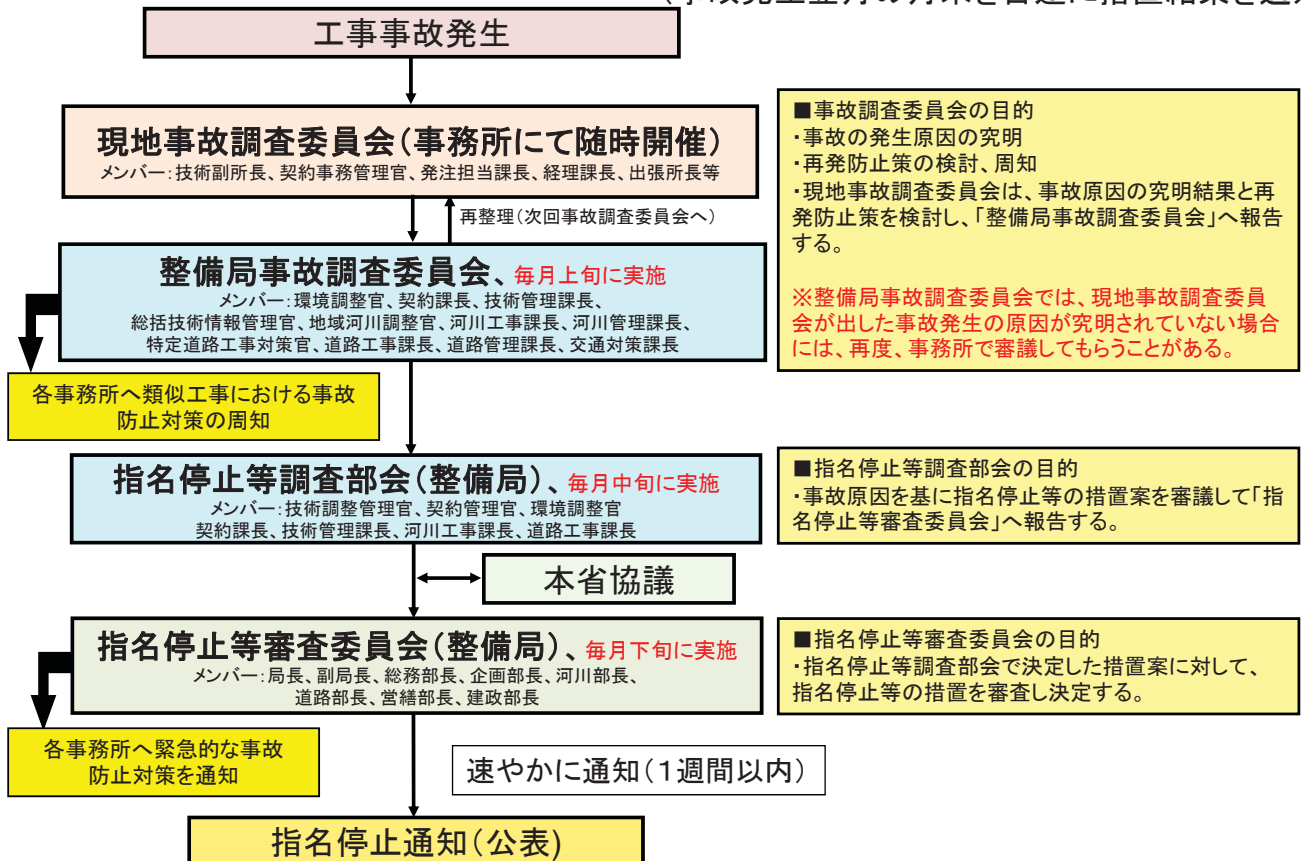 (事故発生翌月の月末を目途に措置結果を通知
工事事故発生
現地事故調査委員会(事務所にて随時開催)
メンバー:技術副所長、契約事務管理官、発注担当課長、経理課長、出張所長等
■事故調査委員会の目的
・事故の発生原因の究明
・再発防止策の検討、周知
・現地事故調査委員会は、事故原因の究明結果と再
発防止策を検討し、「整備局事故調査委員会」へ報告
する。
※整備局事故調査委員会では、現地事故調査委員
会が出した事故発生の原因が究明されていない場合
には、再度、事務所で審議してもらうことがある。
再整理(次回事故調査委員会へ)
整備局事故調査委員会、毎月上旬に実施
メンバー:環境調整官、契約課長、技術管理課長、
総括技術情報管理官、地域河川調整官、河川工事課長、河川管理課長、
特定道路工事対策官、道路工事課長、道路管理課長、交通対策課長
各事務所へ類似工事における事故
防止対策の周知
指名停止等調査部会(整備局)、毎月中旬に実施
メンバー:技術調整管理官、契約管理官、環境調整官
契約課長、技術管理課長、河川工事課長、道路工事課長
■指名停止等調査部会の目的
・事故原因を基に指名停止等の措置案を審議して「指
名停止等審査委員会」へ報告する。
本省協議
指名停止等審査委員会(整備局)、毎月下旬に実施
メンバー:局長、副局長、総務部長、企画部長、河川部長、
道路部長、営繕部長、建政部長
■指名停止等審査委員会の目的
・指名停止等調査部会で決定した措置案に対して、
指名停止等の措置を審査し決定する。
各事務所へ緊急的な事故
防止対策を通知
速やかに通知(1週間以内)
指名停止通知(公表)